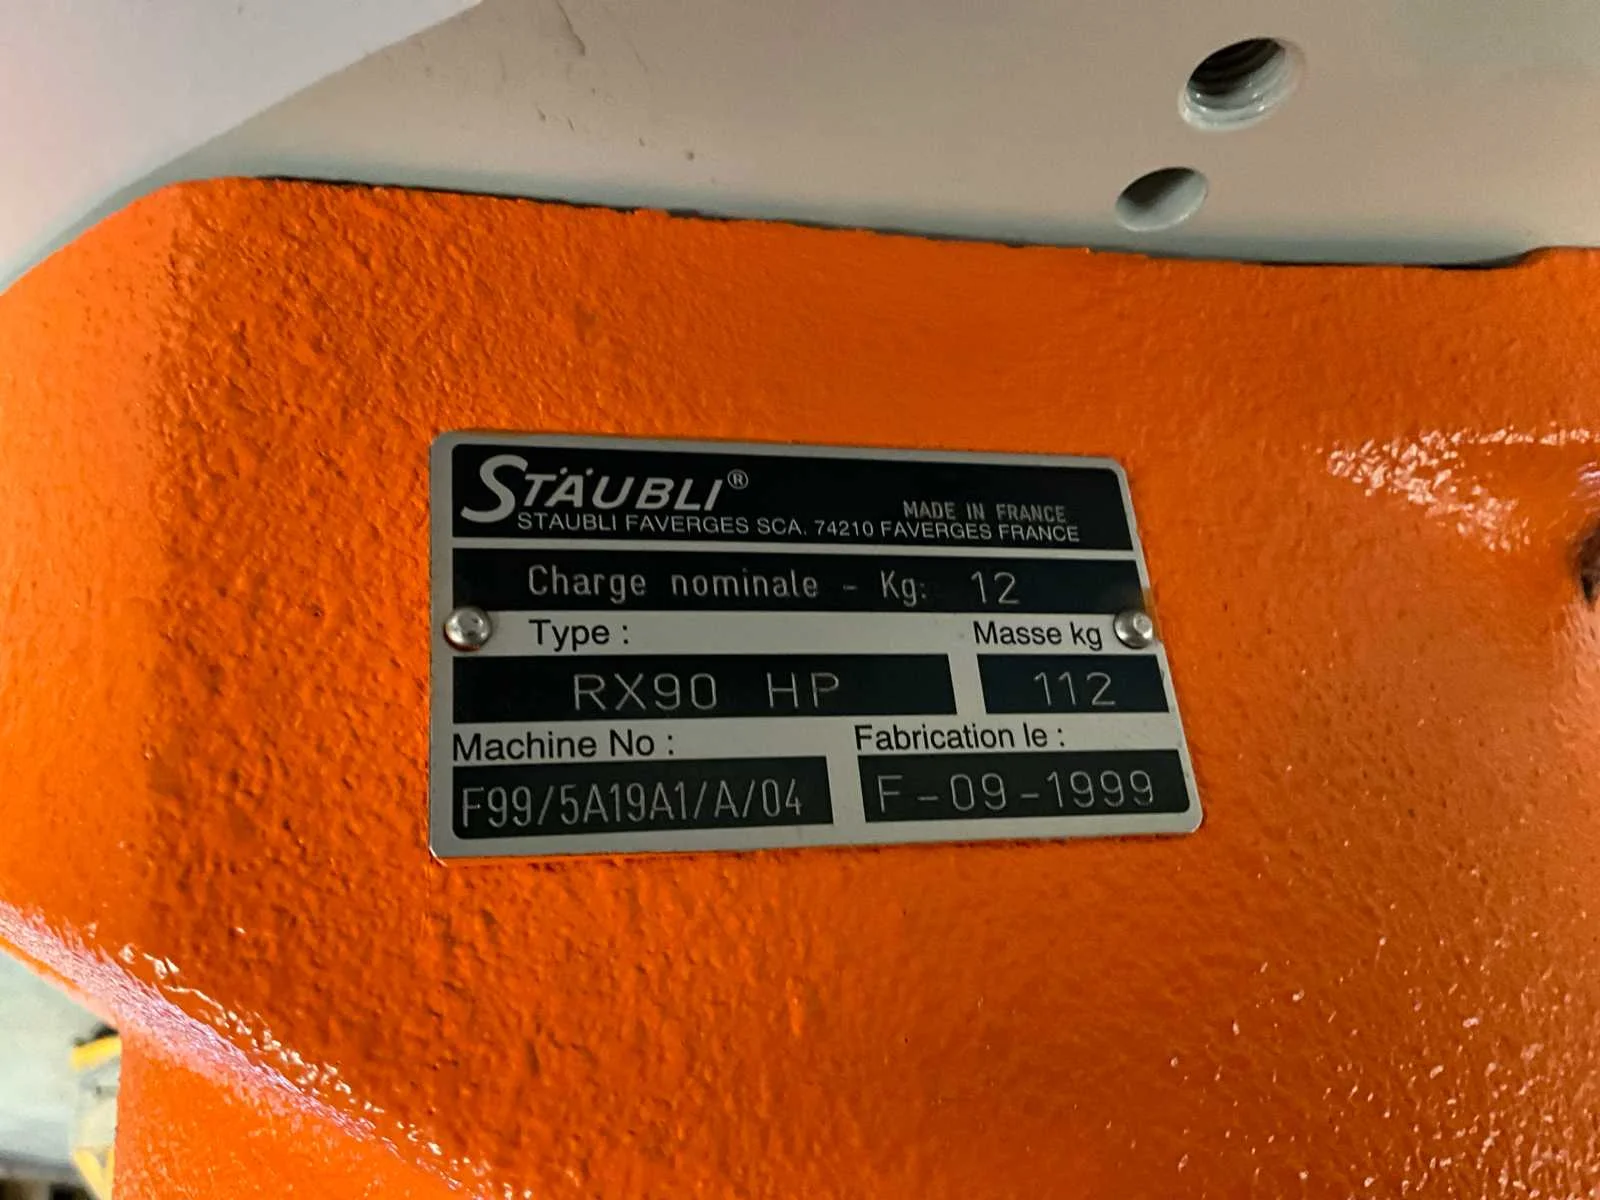 STÄUBLI®
MADE IN FRANCE
STAUBLI FAVERGES SCA. 74210 FAVERGES FRANCE
Charge nominale - Kg: 12
Type : Masse kg
RX90 HP 112
Machine No : Fabrication le :
F99/5A19A1/A/04 F-09-1999